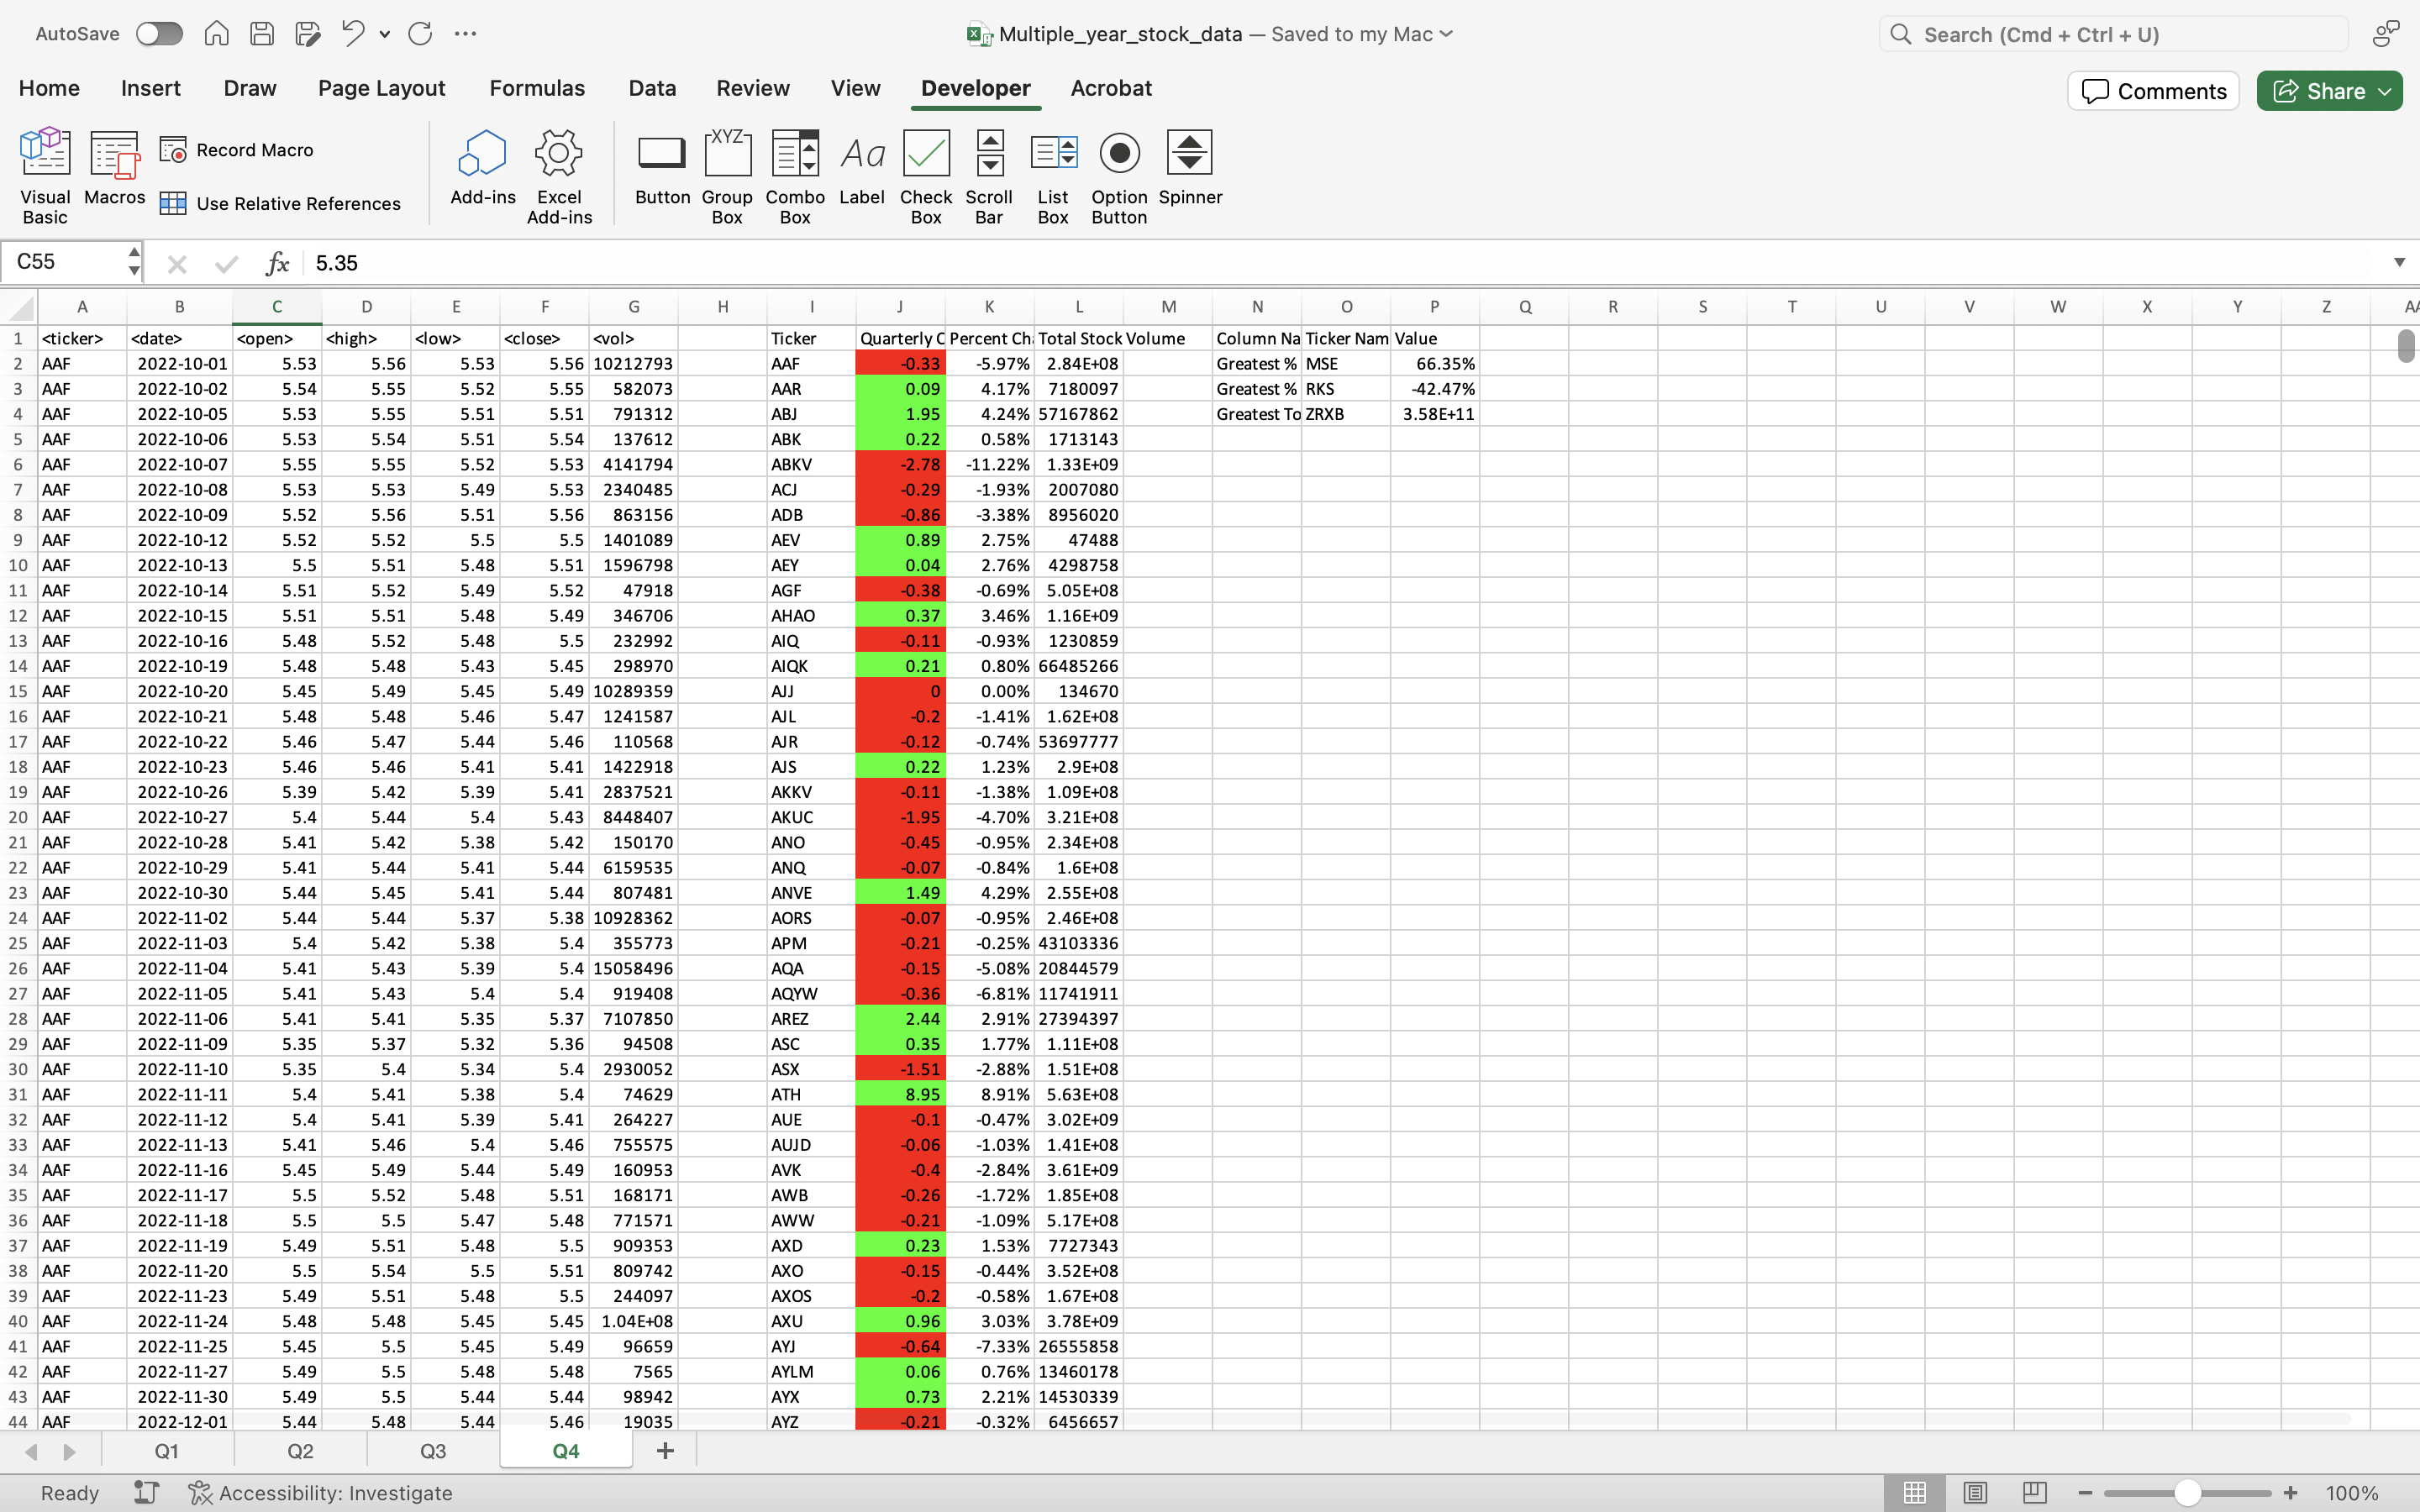 AutoSave
Multiple_year_stock_data — Saved to my Mac
Search (Cmd + Ctrl + U)
Home Insert Draw Page Layout Formulas Data Review View Developer Acrobat
Comments Share
Visual Basic
Macros
Record Macro
Use Relative References
Add-ins
Excel Add-ins
Button
XYZ
Group Box
Combo Box
Aa
Label
Check Box
Scroll Bar
List Box
Option Button
Spinner
C55 fx 5.35
A B C D E F G H I J K L M N O P Q R S T U V W X Y Z AA
1 <ticker> <date> <open> <high> <low> <close> <vol> Ticker Quarterly C Percent Ch Total Stock Volume Column Na Ticker Nam Value
2 AAF 2022-10-01 5.53 5.56 5.53 5.56 10212793 AAF -0.33 -5.97% 2.84E+08 Greatest % MSE 66.35%
3 AAF 2022-10-02 5.54 5.55 5.52 5.55 582073 AAR 0.09 4.17% 7180097 Greatest % RKS -42.47%
4 AAF 2022-10-05 5.53 5.55 5.51 5.51 791312 ABJ 1.95 4.24% 57167862 Greatest To ZRXB 3.58E+11
5 AAF 2022-10-06 5.53 5.54 5.51 5.54 137612 ABK 0.22 0.58% 1713143
6 AAF 2022-10-07 5.55 5.55 5.52 5.53 4141794 ABKV -2.78 -11.22% 1.33E+09
7 AAF 2022-10-08 5.53 5.53 5.49 5.53 2340485 ACJ -0.29 -1.93% 2007080
8 AAF 2022-10-09 5.52 5.56 5.51 5.56 863156 ADB -0.86 -3.38% 8956020
9 AAF 2022-10-12 5.52 5.52 5.5 5.5 1401089 AEV 0.89 2.75% 47488
10 AAF 2022-10-13 5.5 5.51 5.48 5.51 1596798 AEY 0.04 2.76% 4298758
11 AAF 2022-10-14 5.51 5.52 5.49 5.52 47918 AGF -0.38 -0.69% 5.05E+08
12 AAF 2022-10-15 5.51 5.51 5.48 5.49 346706 AHAO 0.37 3.46% 1.16E+09
13 AAF 2022-10-16 5.48 5.52 5.48 5.5 232992 AIQ -0.11 -0.93% 1230859
14 AAF 2022-10-19 5.48 5.48 5.43 5.45 298970 AIQK 0.21 0.80% 66485266
15 AAF 2022-10-20 5.45 5.49 5.45 5.49 10289359 AJJ 0 0.00% 134670
16 AAF 2022-10-21 5.48 5.48 5.46 5.47 1241587 AJL -0.2 -1.41% 1.62E+08
17 AAF 2022-10-22 5.46 5.47 5.44 5.46 110568 AJR -0.12 -0.74% 53697777
18 AAF 2022-10-23 5.46 5.46 5.41 5.41 1422918 AJS 0.22 1.23% 2.9E+08
19 AAF 2022-10-26 5.39 5.42 5.39 5.41 2837521 AKKV -0.11 -1.38% 1.09E+08
20 AAF 2022-10-27 5.4 5.44 5.4 5.43 8448407 AKUC -1.95 -4.70% 3.21E+08
21 AAF 2022-10-28 5.41 5.42 5.38 5.42 150170 ANO -0.45 -0.95% 2.34E+08
22 AAF 2022-10-29 5.41 5.44 5.41 5.44 6159535 ANQ -0.07 -0.84% 1.6E+08
23 AAF 2022-10-30 5.44 5.45 5.41 5.44 807481 ANVE 1.49 4.29% 2.55E+08
24 AAF 2022-11-02 5.44 5.44 5.37 5.38 10928362 AORS -0.07 -0.95% 2.46E+08
25 AAF 2022-11-03 5.4 5.42 5.38 5.4 355773 APM -0.21 -0.25% 43103336
26 AAF 2022-11-04 5.41 5.43 5.39 5.4 15058496 AQA -0.15 -5.08% 20844579
27 AAF 2022-11-05 5.41 5.43 5.4 5.4 919408 AQYW -0.36 -6.81% 11741911
28 AAF 2022-11-06 5.41 5.41 5.35 5.37 7107850 AREZ 2.44 2.91% 27394397
29 AAF 2022-11-09 5.35 5.37 5.32 5.36 94508 ASC 0.35 1.77% 1.11E+08
30 AAF 2022-11-10 5.35 5.4 5.34 5.4 2930052 ASX -1.51 -2.88% 1.51E+08
31 AAF 2022-11-11 5.4 5.41 5.38 5.4 74629 ATH 8.95 8.91% 5.63E+08
32 AAF 2022-11-12 5.4 5.41 5.39 5.41 264227 AUE -0.1 -0.47% 3.02E+09
33 AAF 2022-11-13 5.41 5.46 5.4 5.46 755575 AUJD -0.06 -1.03% 1.41E+08
34 AAF 2022-11-16 5.45 5.49 5.44 5.49 160953 AVK -0.4 -2.84% 3.61E+09
35 AAF 2022-11-17 5.5 5.52 5.48 5.51 168171 AWB -0.26 -1.72% 1.85E+08
36 AAF 2022-11-18 5.5 5.5 5.47 5.48 771571 AWW -0.21 -1.09% 5.17E+08
37 AAF 2022-11-19 5.49 5.51 5.48 5.5 909353 AXD 0.23 1.53% 7727343
38 AAF 2022-11-20 5.5 5.54 5.5 5.51 809742 AXO -0.15 -0.44% 3.52E+08
39 AAF 2022-11-23 5.49 5.51 5.48 5.5 244097 AXOS -0.2 -0.58% 1.67E+08
40 AAF 2022-11-24 5.48 5.48 5.45 5.45 1.04E+08 AXU 0.96 3.03% 3.78E+09
41 AAF 2022-11-25 5.45 5.5 5.45 5.49 96659 AYJ -0.64 -7.33% 26555858
42 AAF 2022-11-27 5.49 5.5 5.48 5.48 7565 AYLM 0.06 0.76% 13460178
43 AAF 2022-11-30 5.49 5.5 5.44 5.44 98942 AYX 0.73 2.21% 14530339
44 AAF 2022-12-01 5.44 5.48 5.44 5.46 19035 AYZ -0.21 -0.32% 6456657
Q1 Q2 Q3 Q4
Ready Accessibility: Investigate 100%